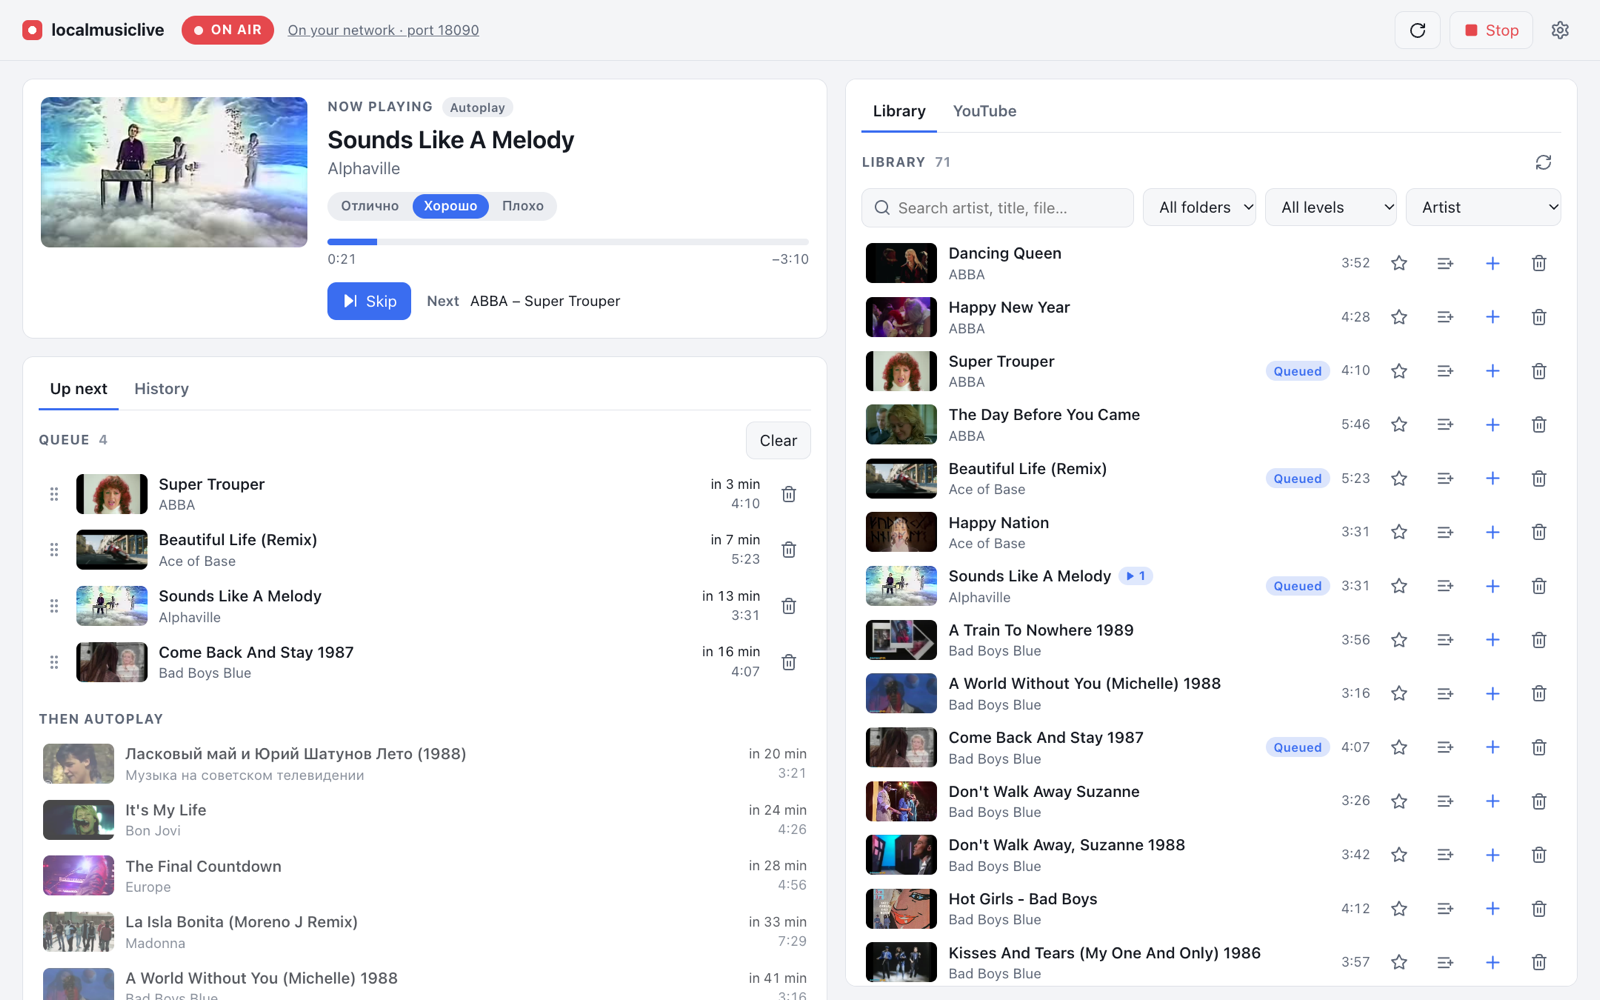 localmusiclive
ON AIR
On your network · port 18090
Stop
NOW PLAYING Autoplay
Sounds Like A Melody
Alphaville
Отлично Хорошо Плохо
0:21 −3:10
Skip Next ABBA – Super Trouper
Up next History
QUEUE 4 Clear
Super Trouper in 3 min
ABBA 4:10
Beautiful Life (Remix) in 7 min
Ace of Base 5:23
Sounds Like A Melody in 13 min
Alphaville 3:31
Come Back And Stay 1987 in 16 min
Bad Boys Blue 4:07
THEN AUTOPLAY
Ласковый май и Юрий Шатунов Лето (1988) in 20 min
Музыка на советском телевидении 3:21
It's My Life in 24 min
Bon Jovi 4:26
The Final Countdown in 28 min
Europe 4:56
La Isla Bonita (Moreno J Remix) in 33 min
Madonna 7:29
A World Without You (Michelle) 1988 in 41 min
Bad Boys Blue 3:16
Library YouTube
LIBRARY 71
Search artist, title, file... All folders All levels Artist
Dancing Queen
ABBA 3:52
Happy New Year
ABBA 4:28
Super Trouper
ABBA Queued 4:10
The Day Before You Came
ABBA 5:46
Beautiful Life (Remix)
Ace of Base Queued 5:23
Happy Nation
Ace of Base 3:31
Sounds Like A Melody 1
Alphaville Queued 3:31
A Train To Nowhere 1989
Bad Boys Blue 3:56
A World Without You (Michelle) 1988
Bad Boys Blue 3:16
Come Back And Stay 1987
Bad Boys Blue Queued 4:07
Don't Walk Away Suzanne
Bad Boys Blue 3:26
Don't Walk Away, Suzanne 1988
Bad Boys Blue 3:42
Hot Girls - Bad Boys
Bad Boys Blue 4:12
Kisses And Tears (My One And Only) 1986
Bad Boys Blue 3:57